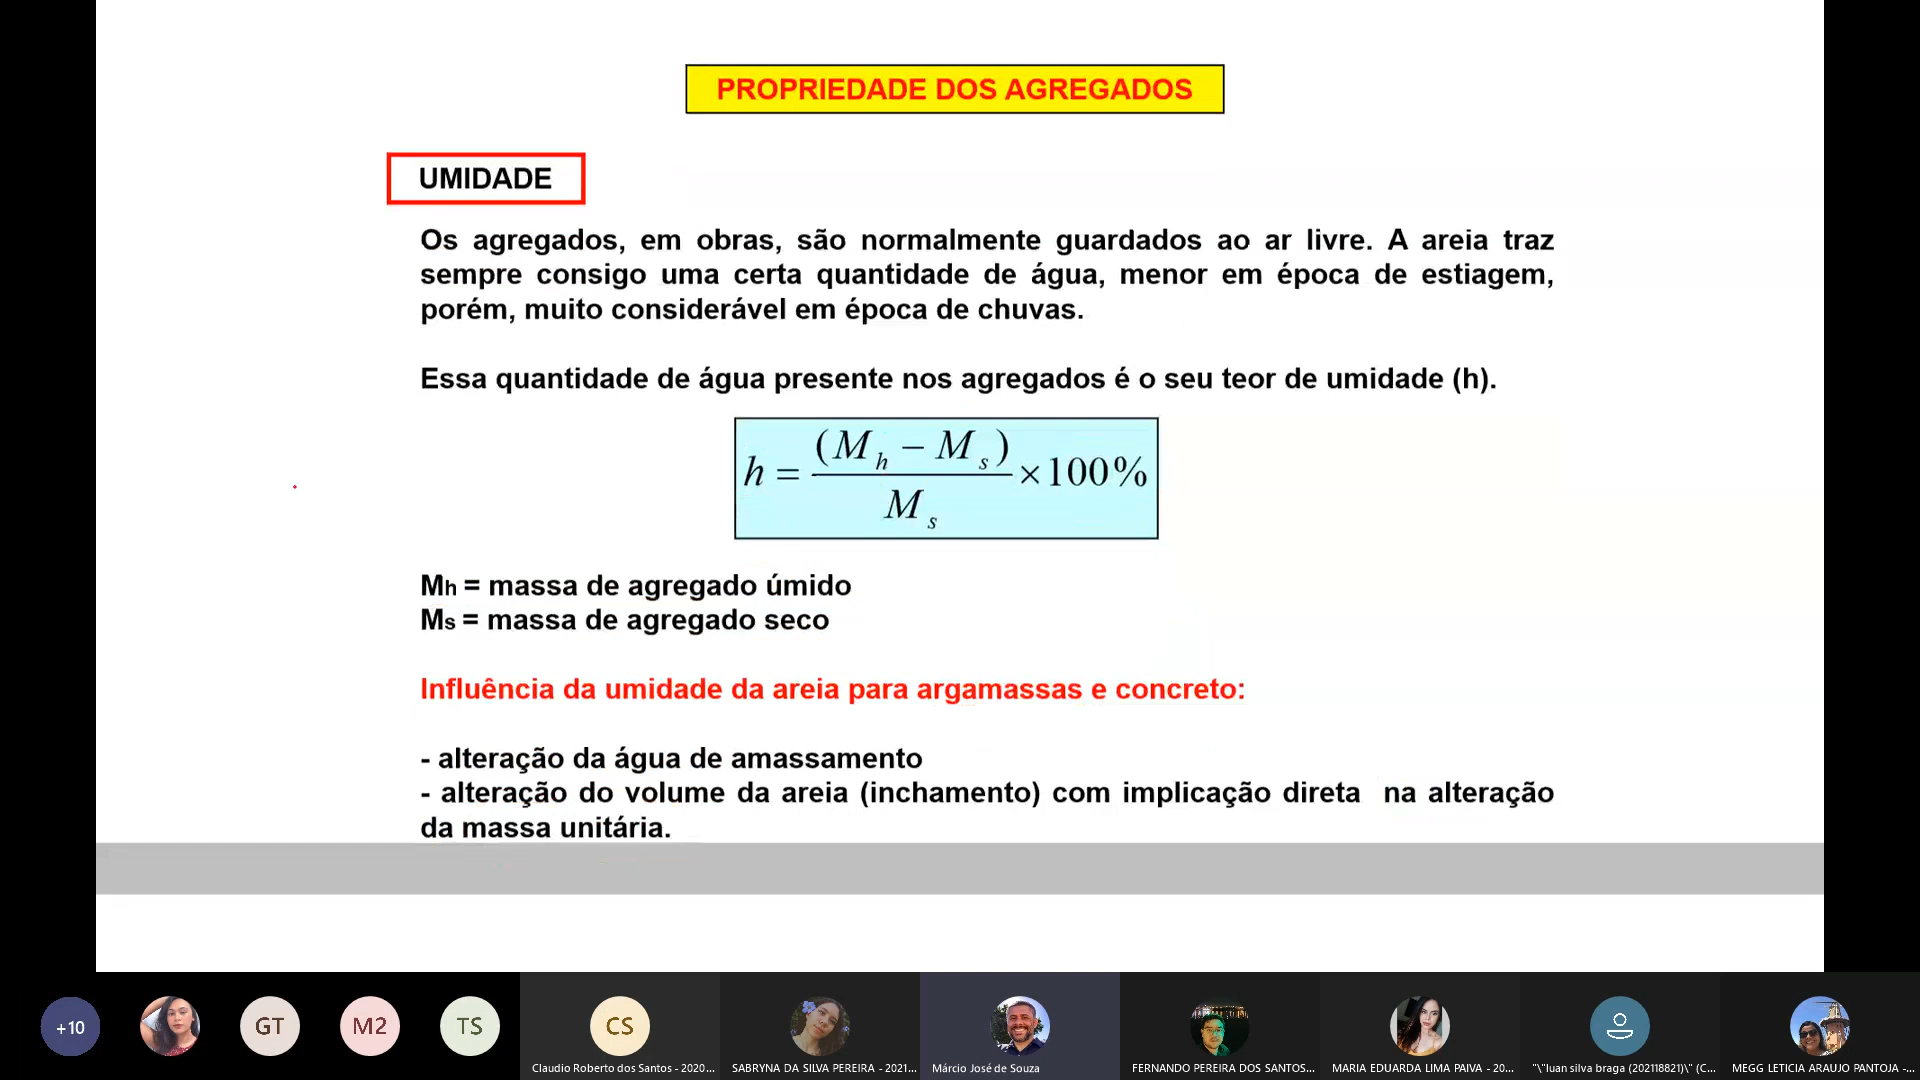 PROPRIEDADE DOS AGREGADOS
UMIDADE
Os agregados, em obras, são normalmente guardados ao ar livre. A areia traz
sempre consigo uma certa quantidade de água, menor em época de estiagem,
porém, muito considerável em época de chuvas.
Essa quantidade de água presente nos agregados é o seu teor de umidade (h).
h = (M h − M s) / M s ×100%
Mh = massa de agregado úmido
Ms = massa de agregado seco
Influência da umidade da areia para argamassas e concreto:
- alteração da água de amassamento
- alteração do volume da areia (inchamento) com implicação direta na alteração
da massa unitária.
+10
GT
M2
TS
CS
Claudio Roberto dos Santos - 2020...
SABRYNA DA SILVA PEREIRA - 2021...
Márcio José de Souza
FERNANDO PEREIRA DOS SANTOS...
MARIA EDUARDA LIMA PAIVA - 20...
"\"luan silva braga (202118821)\" (C...
MEGG LETICIA ARAUJO PANTOJA -...